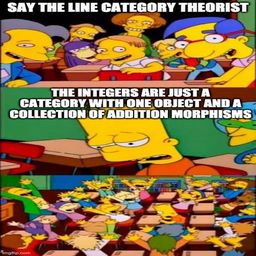 SAY THE LINE CATEGORY THEORIST
THE INTEGERS ARE JUST A
CATEGORY WITH ONE OBJECT AND A
COLLECTION OF ADDITION MORPHISMS
imgflip.com